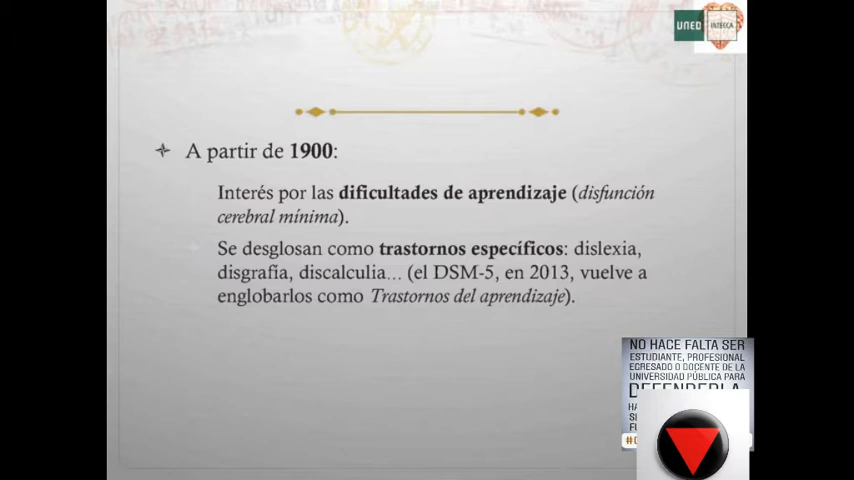 UNED
INTECCA
A partir de 1900:
Interés por las dificultades de aprendizaje (disfunción
cerebral mínima).
Se desglosan como trastornos específicos: dislexia,
disgrafía, discalculia... (el DSM-5, en 2013, vuelve a
englobarlos como Trastornos del aprendizaje).
NO HACE FALTA SER
ESTUDIANTE, PROFESIONAL
EGRESADO O DOCENTE DE LA
UNIVERSIDAD PÚBLICA PARA
DEFENDERLA